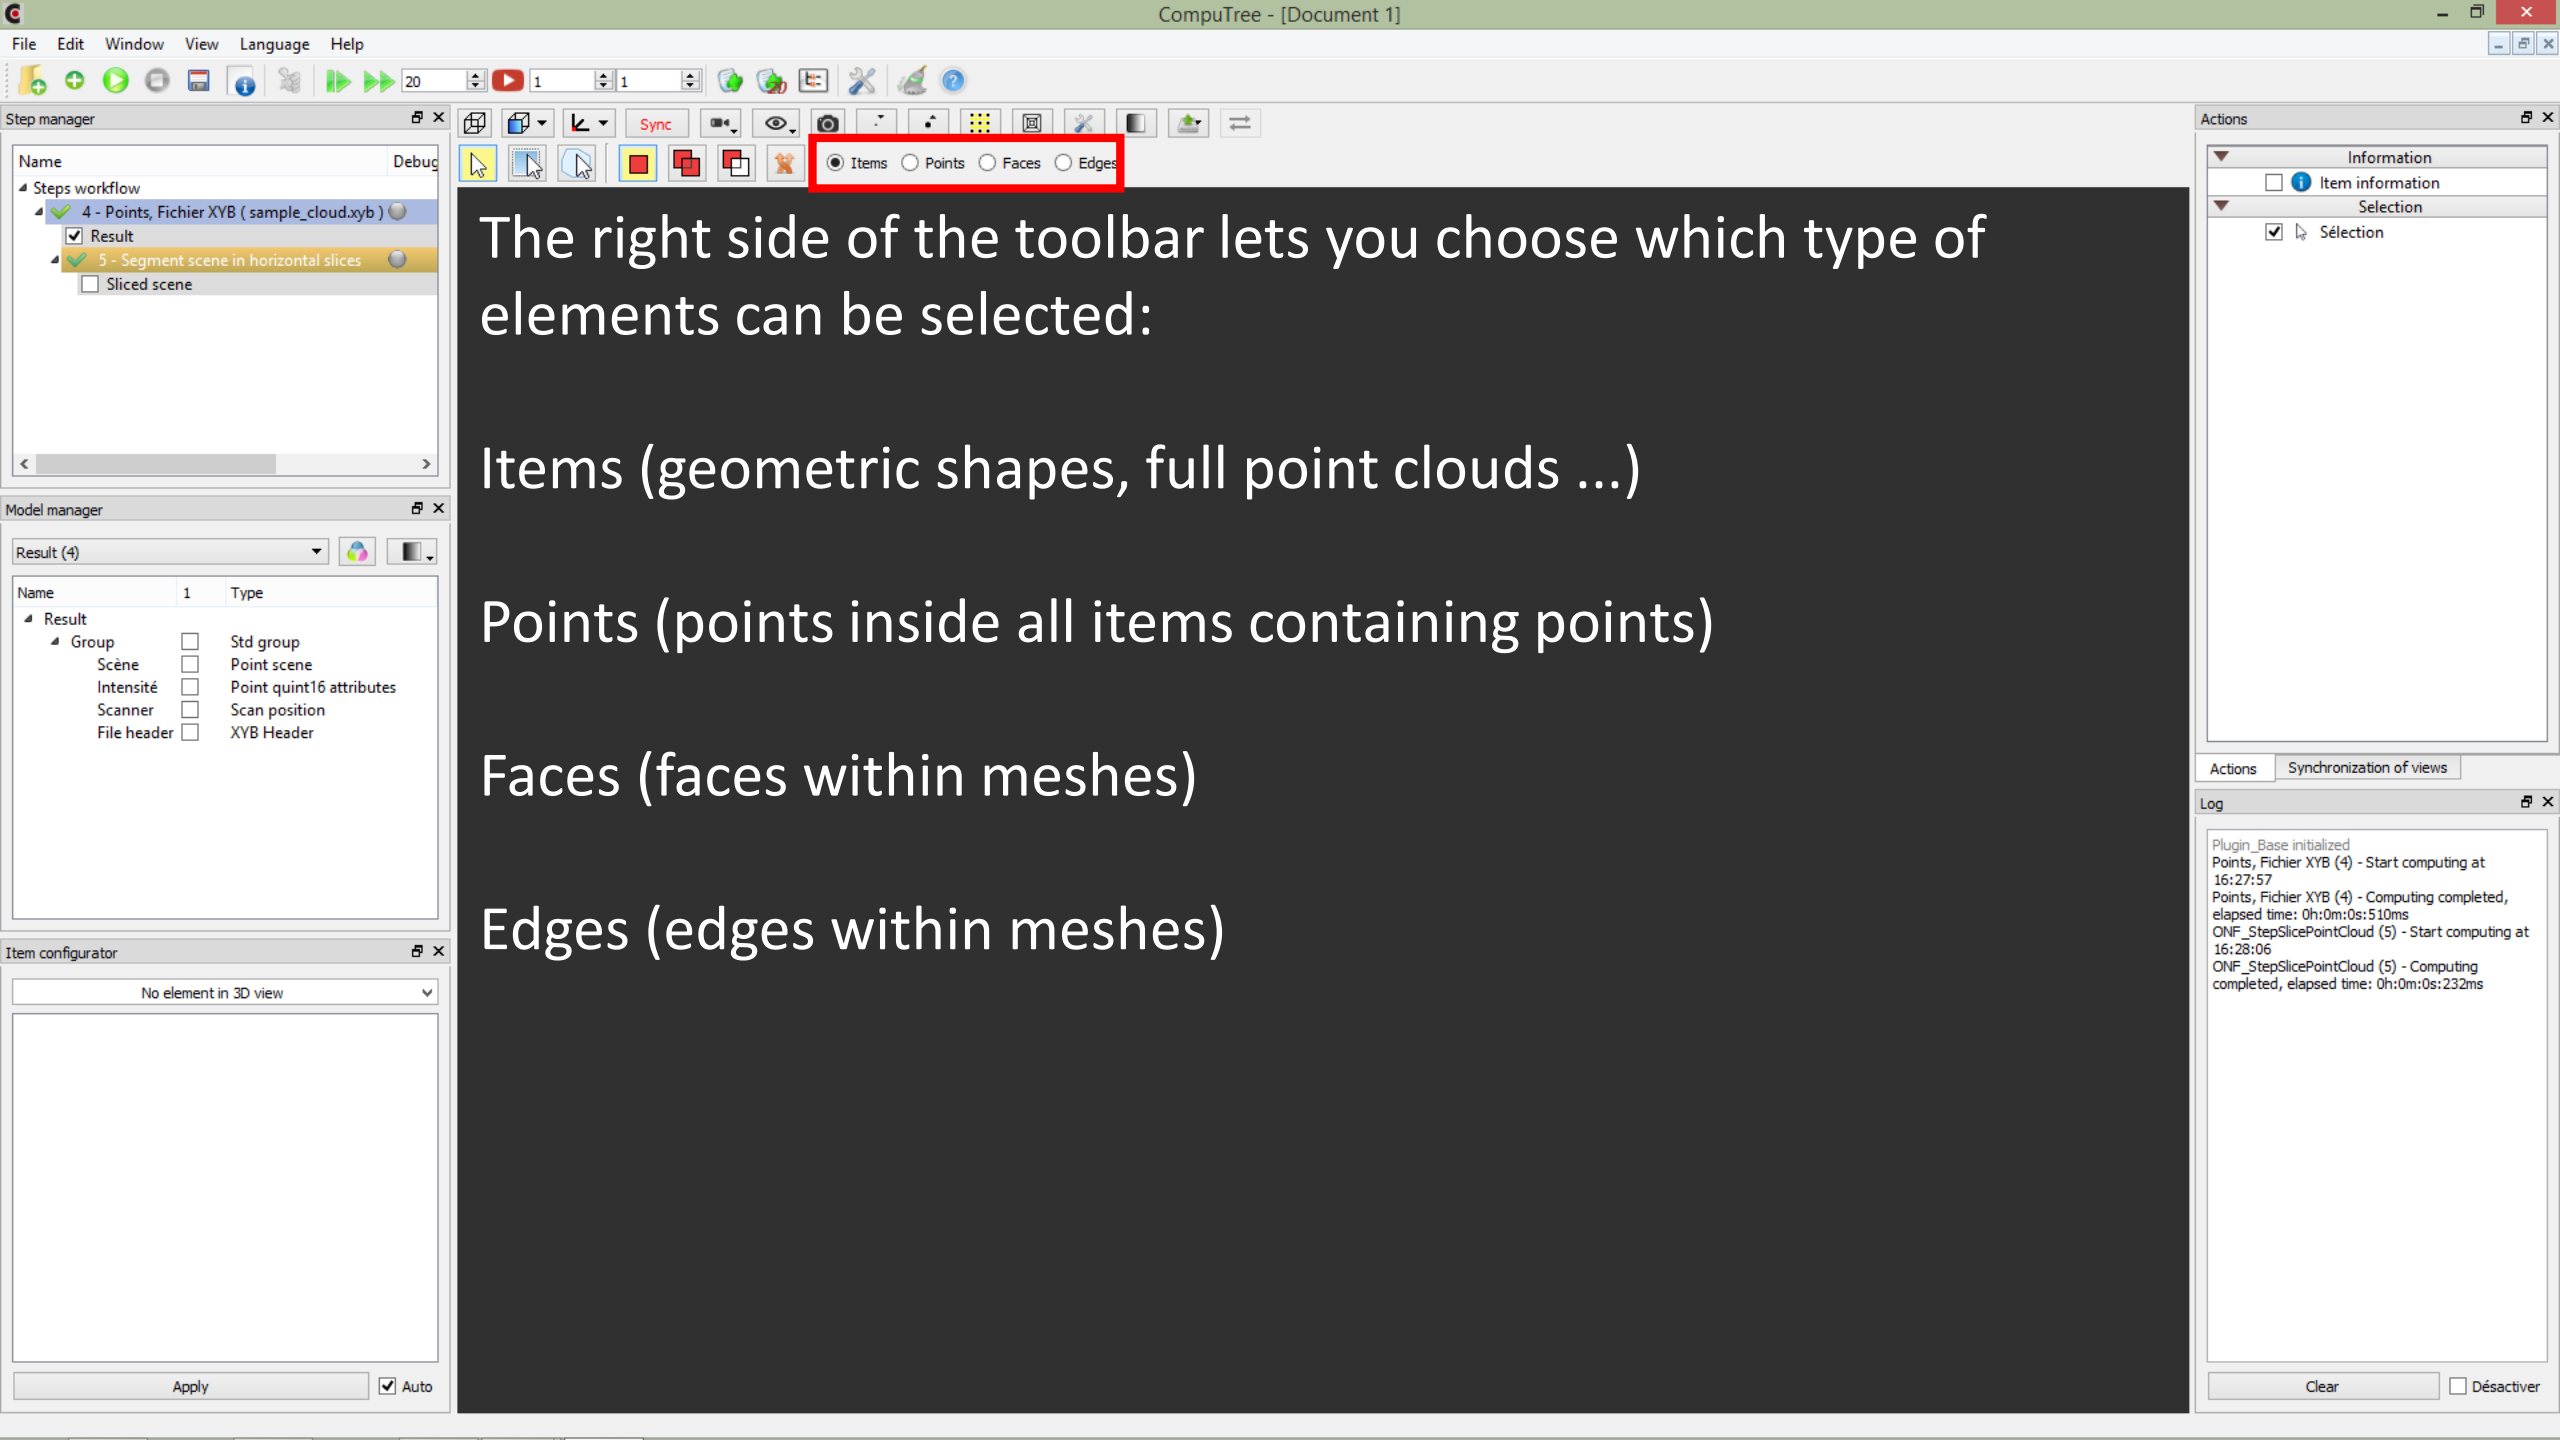 CompuTree - [Document 1]
File Edit Window View Language Help
20 1 1 2D
Step manager
Name Debug
Steps workflow
4 - Points, Fichier XYB ( sample_cloud.xyb )
Result
5 - Segment scene in horizontal slices
Sliced scene
Model manager
Result (4)
Name 1 Type
Result
Group Std group
Scène Point scene
Intensité Point quint16 attributes
Scanner Scan position
File header XYB Header
Item configurator
No element in 3D view
Apply Auto
Sync
Items Points Faces Edges
The right side of the toolbar lets you choose which type of
elements can be selected:
Items (geometric shapes, full point clouds ...)
Points (points inside all items containing points)
Faces (faces within meshes)
Edges (edges within meshes)
Actions
Information
Item information
Selection
Sélection
Actions Synchronization of views
Log
Plugin_Base initialized
Points, Fichier XYB (4) - Start computing at
16:27:57
Points, Fichier XYB (4) - Computing completed,
elapsed time: 0h:0m:0s:510ms
ONF_StepSlicePointCloud (5) - Start computing at
16:28:06
ONF_StepSlicePointCloud (5) - Computing
completed, elapsed time: 0h:0m:0s:232ms
Clear Désactiver